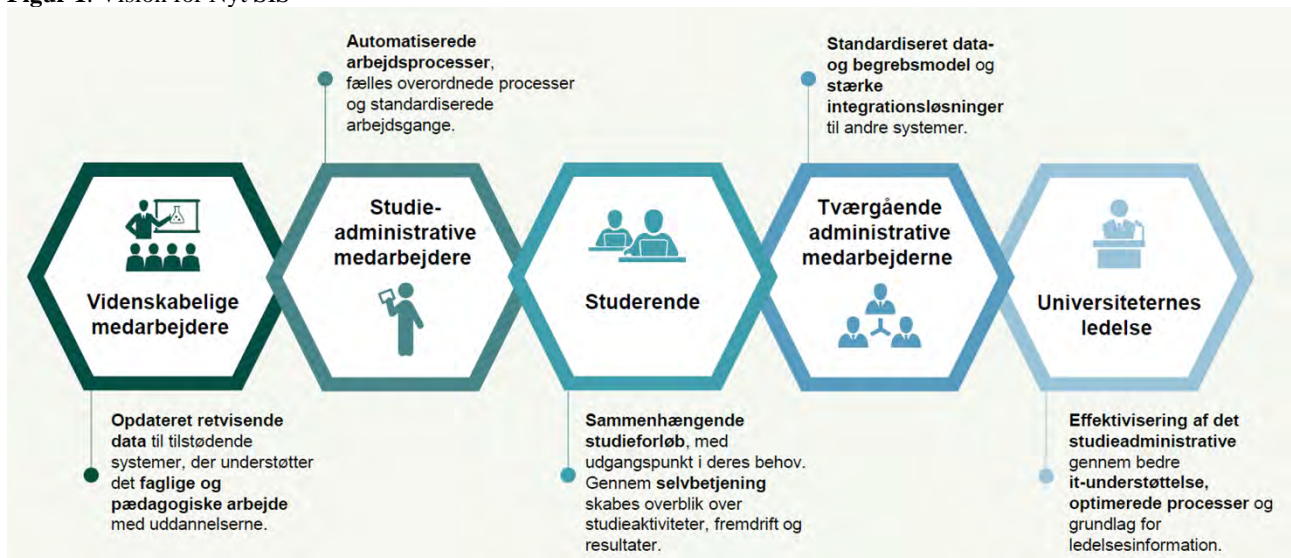 Figur 1: Vision for Nyt SIS
Automatiserede
arbejdsprocesser,
fælles overordnede processer
og standardiserede
arbejdsgange.
Standardiseret data-
og begrebsmodel og
stærke
integrationsløsninger
til andre systemer.
Videnskabelige
medarbejdere
Studie-
administrative
medarbejdere
Studerende
Tværgående
administrative
medarbejderne
Universiteternes
ledelse
Opdateret retvisende
data til tilstødende
systemer, der understøtter
det faglige og
pædagogiske arbejde
med uddannelserne.
Sammenhængende
studieforløb, med
udgangspunkt i deres behov.
Gennem selvbetjening
skabes overblik over
studieaktiviteter, fremdrift og
resultater.
Effektivisering af det
studieadministrative
gennem bedre
it-understøttelse,
optimerede processer og
grundlag for
ledelsesinformation.